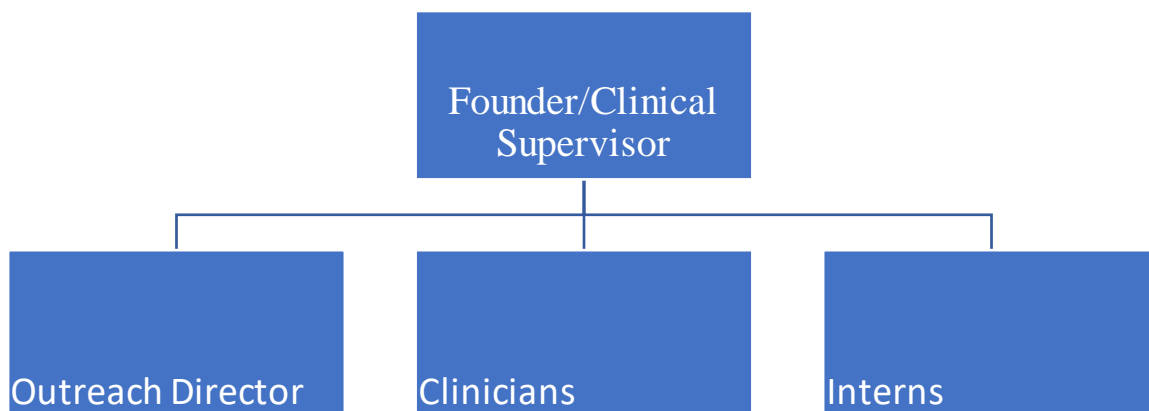 Founder/Clinical
Supervisor
Outreach Director
Clinicians
Interns